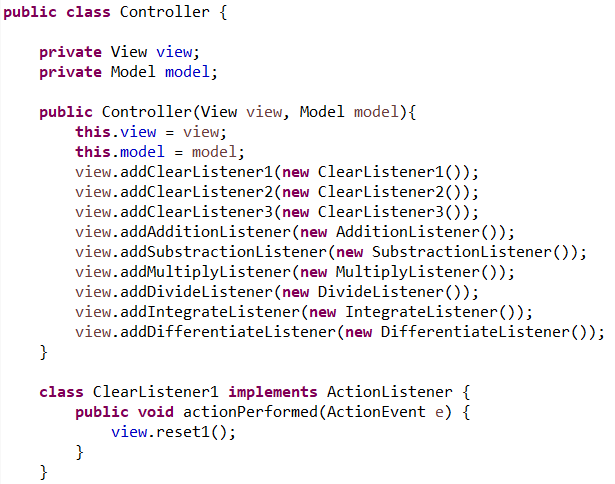 public class Controller {
private View view;
private Model model;
public Controller(View view, Model model){
this.view = view;
this.model = model;
view.addClearListener1(new ClearListener1());
view.addClearListener2(new ClearListener2());
view.addClearListener3(new ClearListener3());
view.addAdditionListener(new AdditionListener());
view.addSubstractionListener(new SubstractionListener());
view.addMultiplyListener(new MultiplyListener());
view.addDivideListener(new DivideListener());
view.addIntegrateListener(new IntegrateListener());
view.addDifferentiateListener(new DifferentiateListener());
}
class ClearListener1 implements ActionListener {
public void actionPerformed(ActionEvent e) {
view.reset1();
}
}